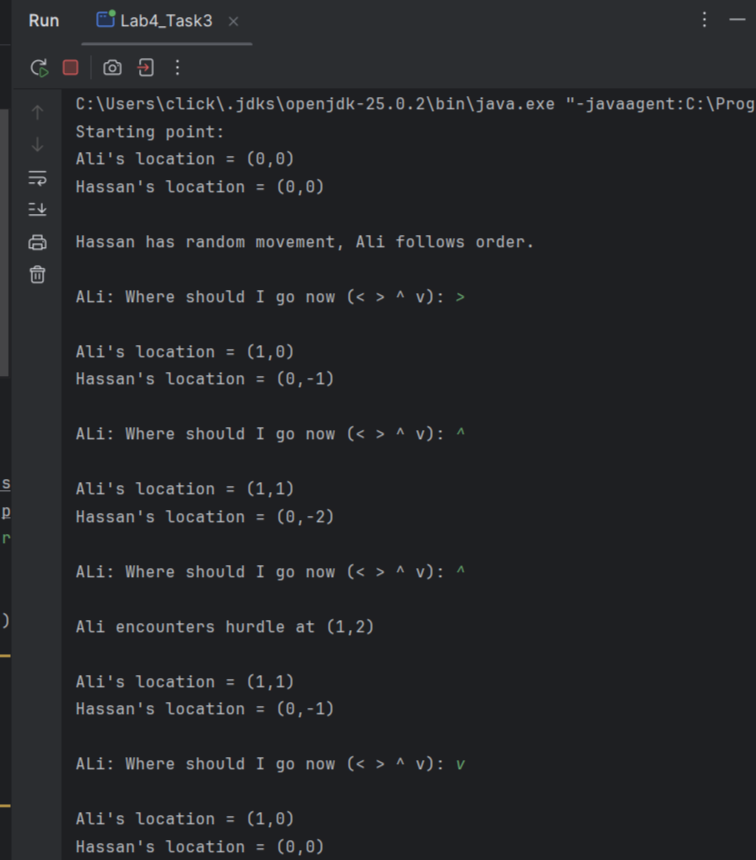 Run
Lab4_Task3
C:\Users\click\.jdks\openjdk-25.0.2\bin\java.exe "-javaagent:C:\Prog
Starting point:
Ali's location = (0,0)
Hassan's location = (0,0)
Hassan has random movement, Ali follows order.
ALi: Where should I go now (< > ^ v): >
Ali's location = (1,0)
Hassan's location = (0,-1)
ALi: Where should I go now (< > ^ v): ^
Ali's location = (1,1)
Hassan's location = (0,-2)
ALi: Where should I go now (< > ^ v): ^
Ali encounters hurdle at (1,2)
Ali's location = (1,1)
Hassan's location = (0,-1)
ALi: Where should I go now (< > ^ v): v
Ali's location = (1,0)
Hassan's location = (0,0)
s
p
r
)